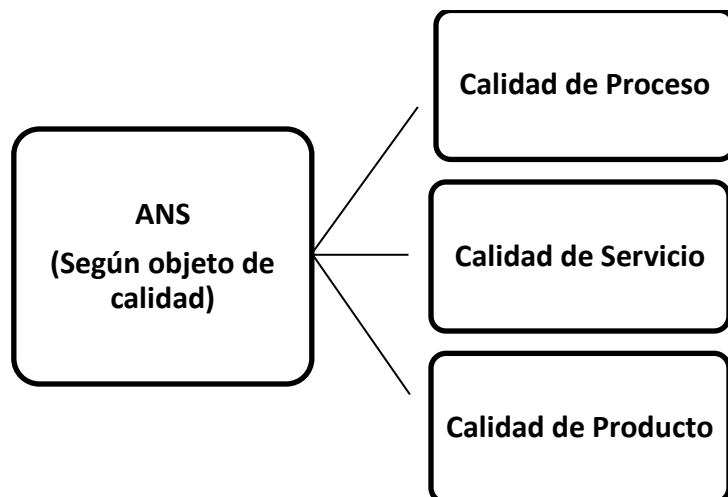 ANS
(Según objeto de
calidad)
Calidad de Proceso
Calidad de Servicio
Calidad de Producto